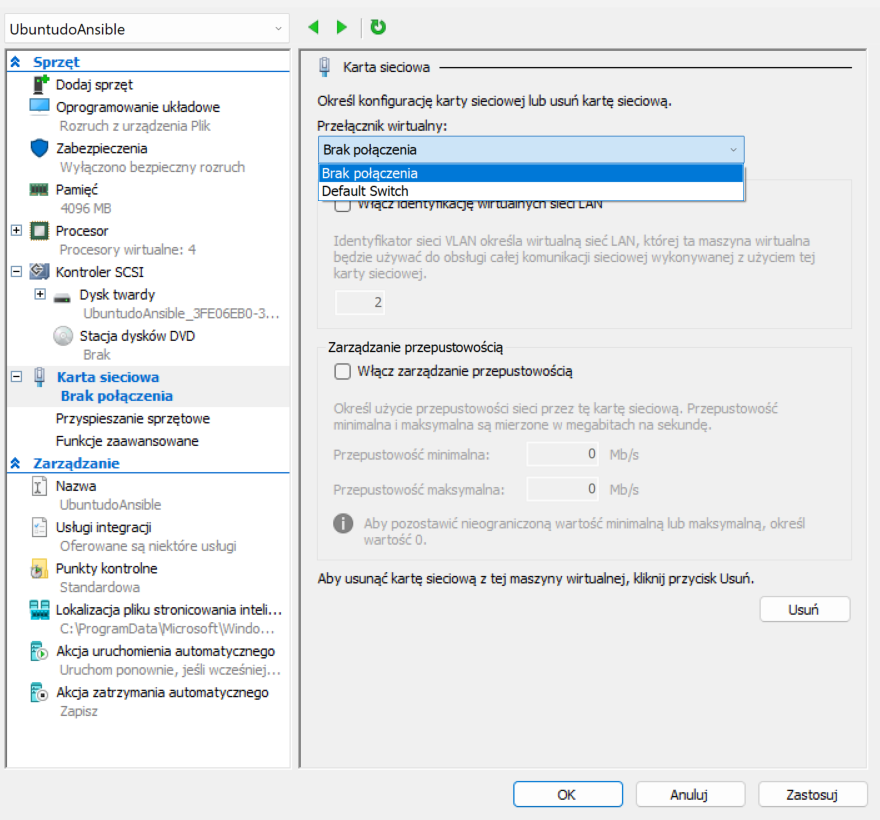 UbuntudoAnsible
Sprzęt
Dodaj sprzęt
Oprogramowanie układowe
Rozruch z urządzenia Plik
Zabezpieczenia
Wyłączono bezpieczny rozruch
Pamięć
4096 MB
Procesor
Procesory wirtualne: 4
Kontroler SCSI
Dysk twardy
UbuntudoAnsible_3FE06EB0-3...
Stacja dysków DVD
Brak
Karta sieciowa
Brak połączenia
Przyspieszanie sprzętowe
Funkcje zaawansowane
Zarządzanie
Nazwa
UbuntudoAnsible
Usługi integracji
Oferowane są niektóre usługi
Punkty kontrolne
Standardowa
Lokalizacja pliku stronicowania inteli...
C:\ProgramData\Microsoft\Windo...
Akcja uruchomienia automatycznego
Uruchom ponownie, jeśli wcześniej...
Akcja zatrzymania automatycznego
Zapisz
Karta sieciowa
Określ konfigurację karty sieciowej lub usuń kartę sieciową.
Przełącznik wirtualny:
Brak połączenia
Brak połączenia
Default Switch
Włącz identyfikację wirtualnych sieci LAN
Identyfikator sieci VLAN określa wirtualną sieć LAN, której ta maszyna wirtualna
będzie używać do obsługi całej komunikacji sieciowej wykonywanej z użyciem tej
karty sieciowej.
2
Zarządzanie przepustowością
Włącz zarządzanie przepustowością
Określ użycie przepustowości sieci przez tę kartę sieciową. Przepustowość
minimalna i maksymalna są mierzone w megabitach na sekundę.
Przepustowość minimalna: 0 Mb/s
Przepustowość maksymalna: 0 Mb/s
Aby pozostawić nieograniczoną wartość minimalną lub maksymalną, określ
wartość 0.
Aby usunąć kartę sieciową z tej maszyny wirtualnej, kliknij przycisk Usuń.
Usuń
OK Anuluj Zastosuj